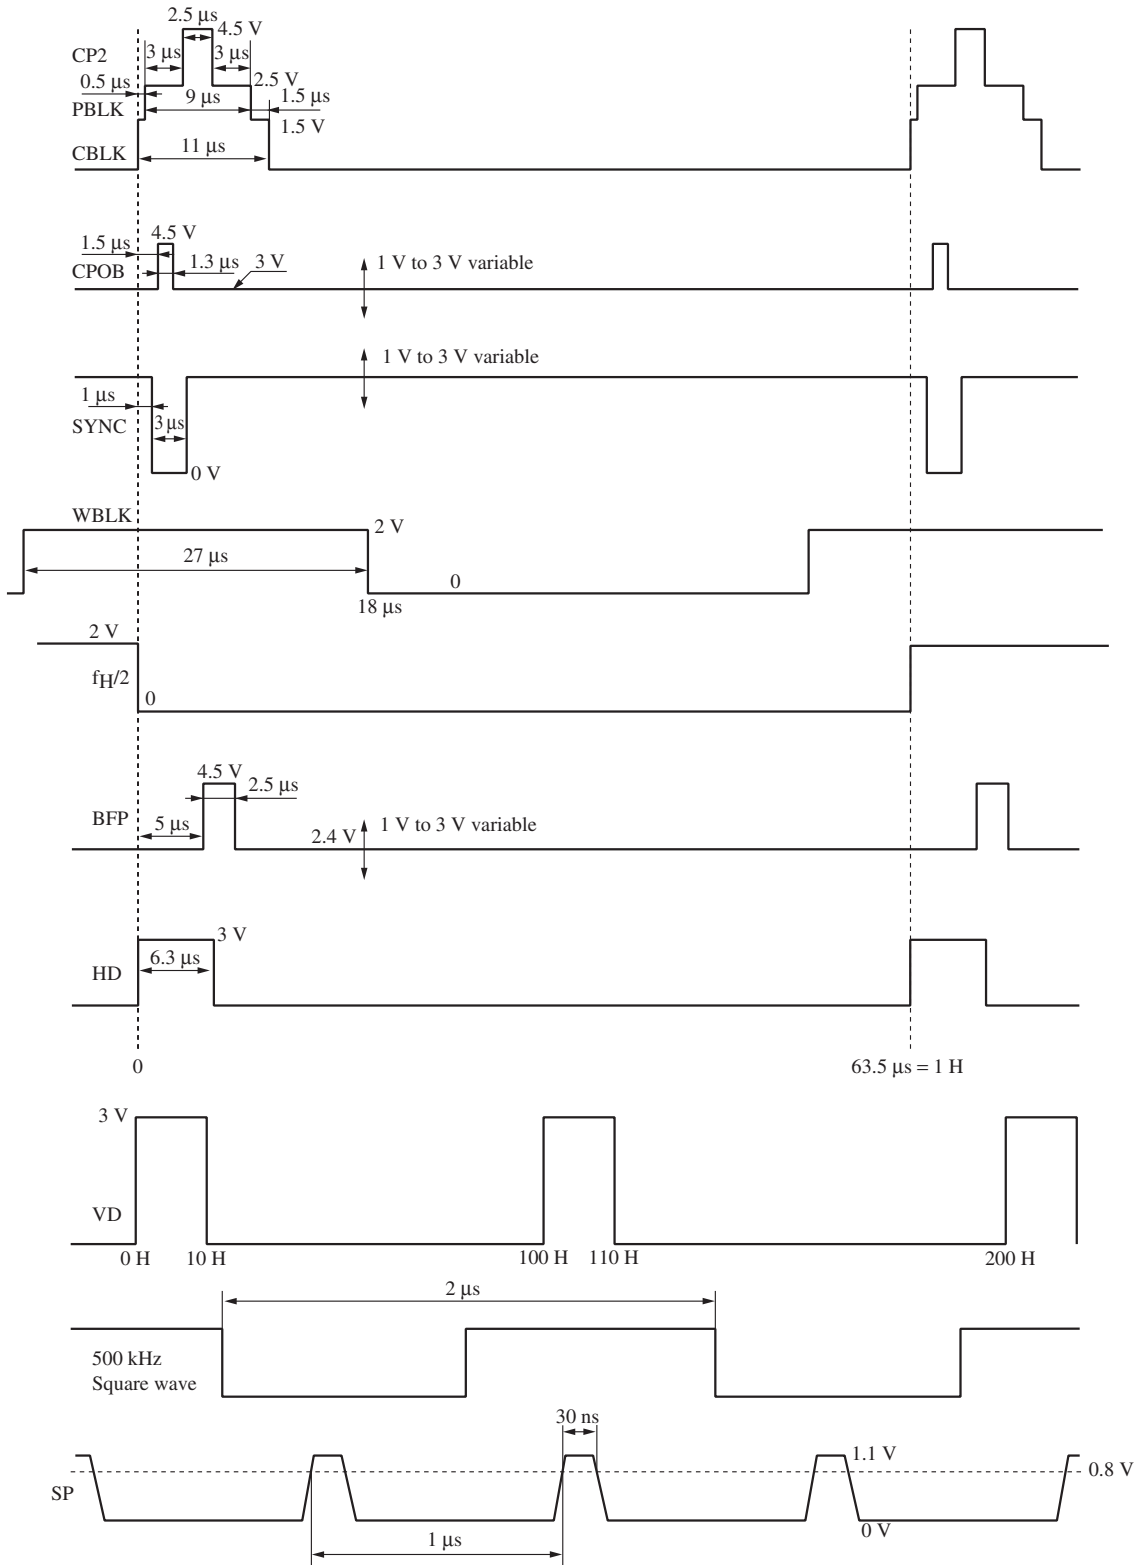 2.5 µs
4.5 V
CP2
3 µs
3 µs
2.5 V
0.5 µs
9 µs
1.5 µs
PBLK
1.5 V
CBLK
11 µs
4.5 V
1.5 µs
1.3 µs
3 V
1 V to 3 V variable
CPOB
1 V to 3 V variable
1 µs
3 µs
SYNC
0 V
WBLK
2 V
27 µs
0
18 µs
2 V
fH/2
0
4.5 V
2.5 µs
BFP
5 µs
2.4 V
1 V to 3 V variable
3 V
6.3 µs
HD
0
63.5 µs = 1 H
3 V
VD
0 H
10 H
100 H
110 H
200 H
2 µs
500 kHz
Square wave
30 ns
1.1 V
0.8 V
SP
0 V
1 µs